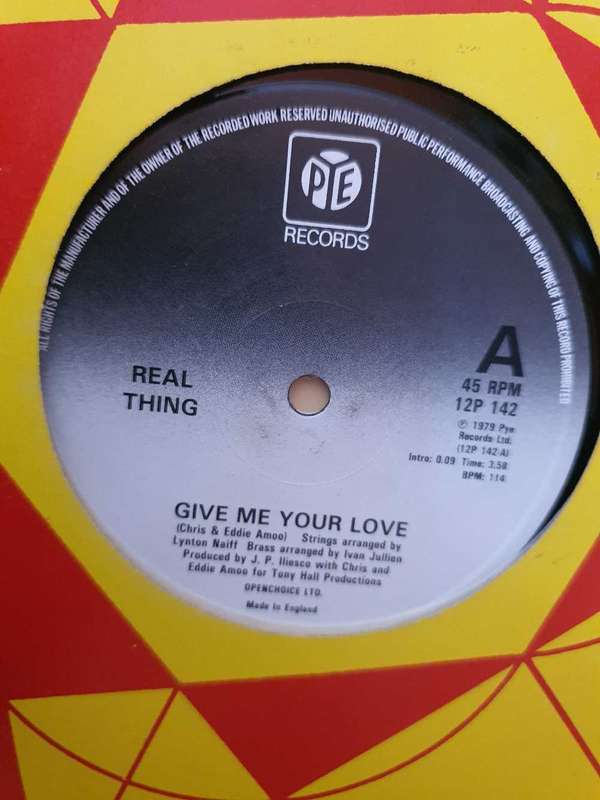 ALL RIGHTS OF THE MANUFACTURER AND OF THE OWNER OF THE RECORDED WORK RESERVED UNAUTHORISED PUBLIC PERFORMANCE BROADCASTING AND COPYING OF THIS RECORD PROHIBITED
PYE
RECORDS
A
45 RPM
12P 142
℗ 1979 Pye
Records Ltd.
(12P 142-A)
Intro: 0.09 Time: 3.58
BPM: 114
REAL
THING
GIVE ME YOUR LOVE
(Chris & Eddie Amoo) Strings arranged by
Lynton Naiff Brass arranged by Ivan Jullien
Produced by J. P. Iliesco with Chris and
Eddie Amoo for Tony Hall Productions
OPENCHOICE LTD.
Made in England